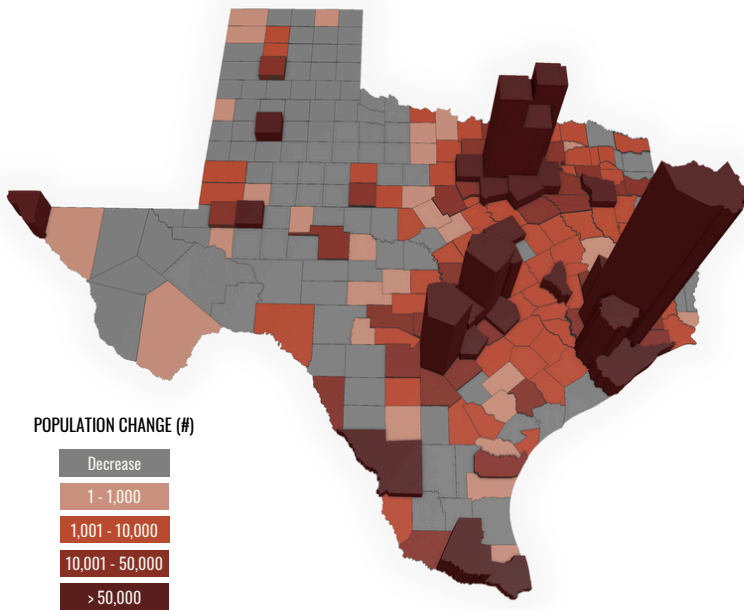 POPULATION CHANGE (#)
Decrease
1 - 1,000
1,001 - 10,000
10,001 - 50,000
> 50,000